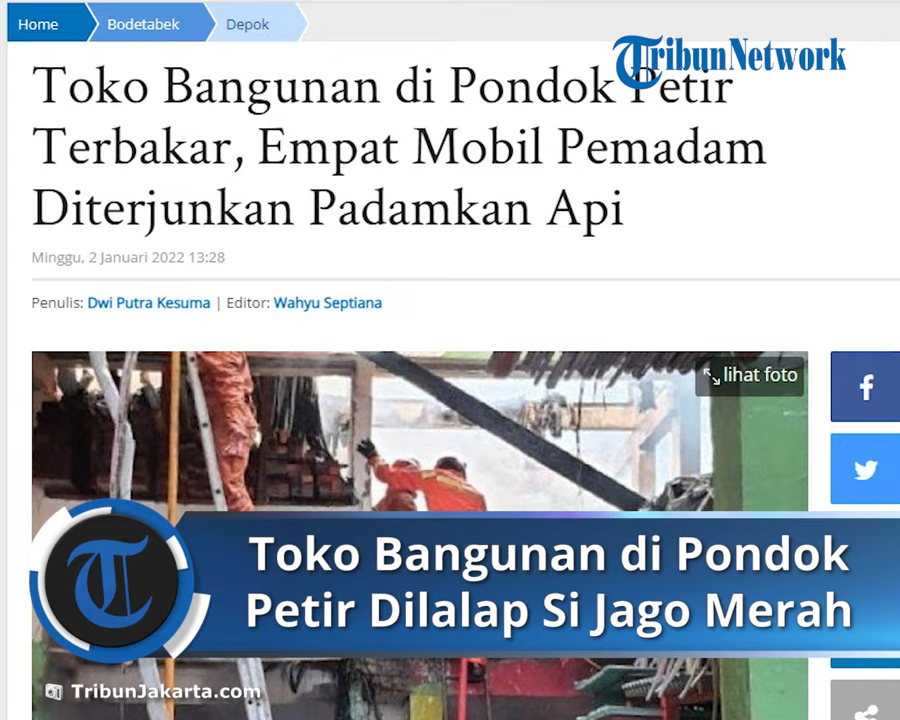 Home Bodetabek Depok
TribunNetwork
Toko Bangunan di Pondok Petir
Terbakar, Empat Mobil Pemadam
Diterjunkan Padamkan Api
Minggu, 2 Januari 2022 13:28
Penulis: Dwi Putra Kesuma | Editor: Wahyu Septiana
lihat foto
Toko Bangunan di Pondok
Petir Dilalap Si Jago Merah
TribunJakarta.com